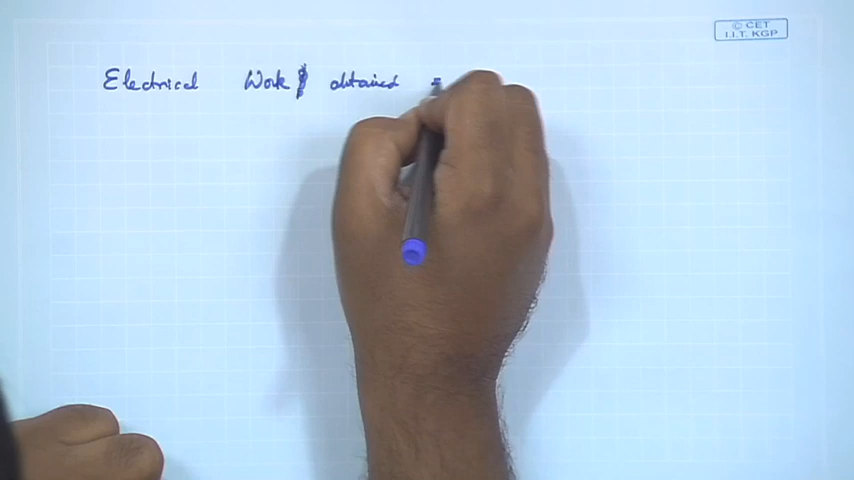 © CET
I.I.T. KGP
Electrical Work obtained =